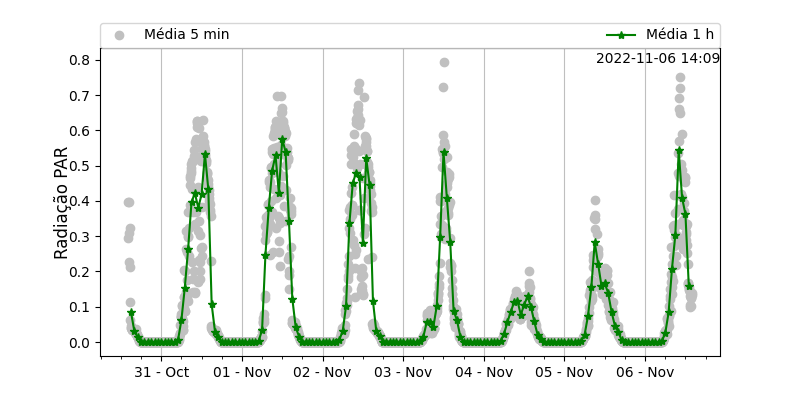 Média 5 min
Média 1 h
2022-11-06 14:09
Radiação PAR
0.8
0.7
0.6
0.5
0.4
0.3
0.2
0.1
0.0
31 - Oct
01 - Nov
02 - Nov
03 - Nov
04 - Nov
05 - Nov
06 - Nov